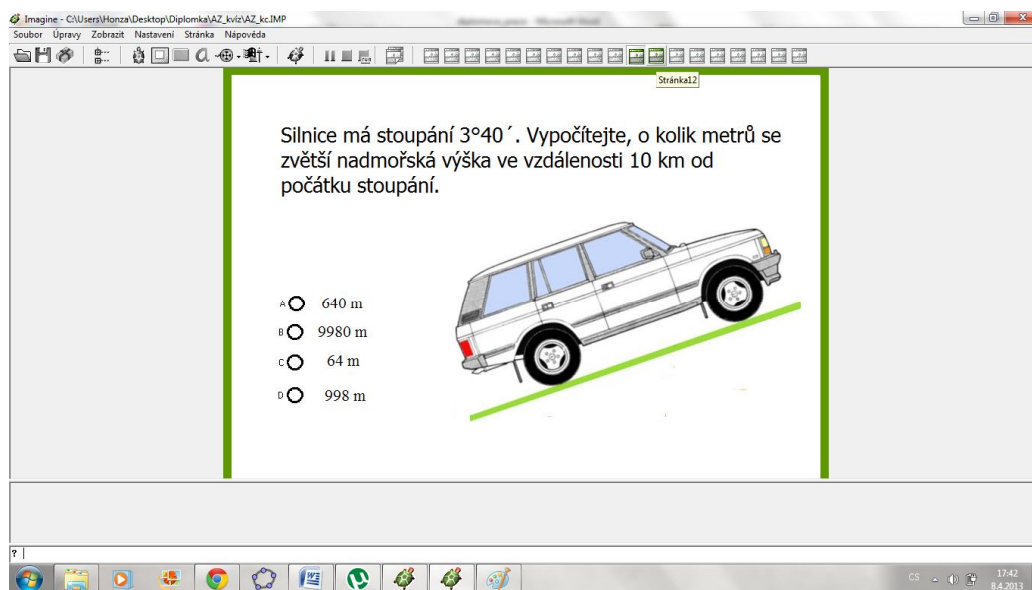 Imagine - C:\Users\Honza\Desktop\Diplomka\AZ_kvíz\AZ_kc.IMP
Soubor Úpravy Zobrazit Nastavení Stránka Nápověda
Stránka12
Silnice má stoupání 3°40´. Vypočítejte, o kolik metrů se
zvětší nadmořská výška ve vzdálenosti 10 km od
počátku stoupání.
A 640 m
B 9980 m
C 64 m
D 998 m
?
CS 17:42
8.4.2013